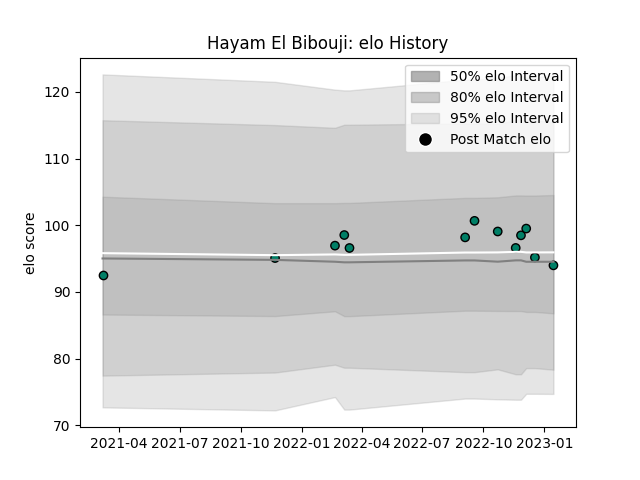 Hayam El Bibouji: elo History
50% elo Interval
80% elo Interval
95% elo Interval
Post Match elo
elo score
120
110
100
90
80
70
2021-04 2021-07 2021-10 2022-01 2022-04 2022-07 2022-10 2023-01